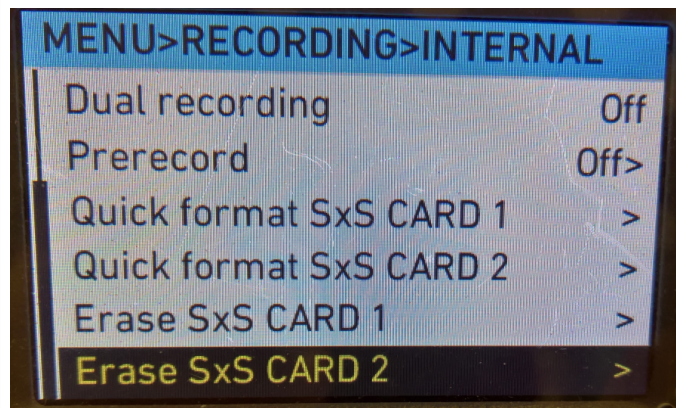 MENU>RECORDING>INTERNAL
Dual recording Off
Prerecord Off>
Quick format SxS CARD 1 >
Quick format SxS CARD 2 >
Erase SxS CARD 1 >
Erase SxS CARD 2 >